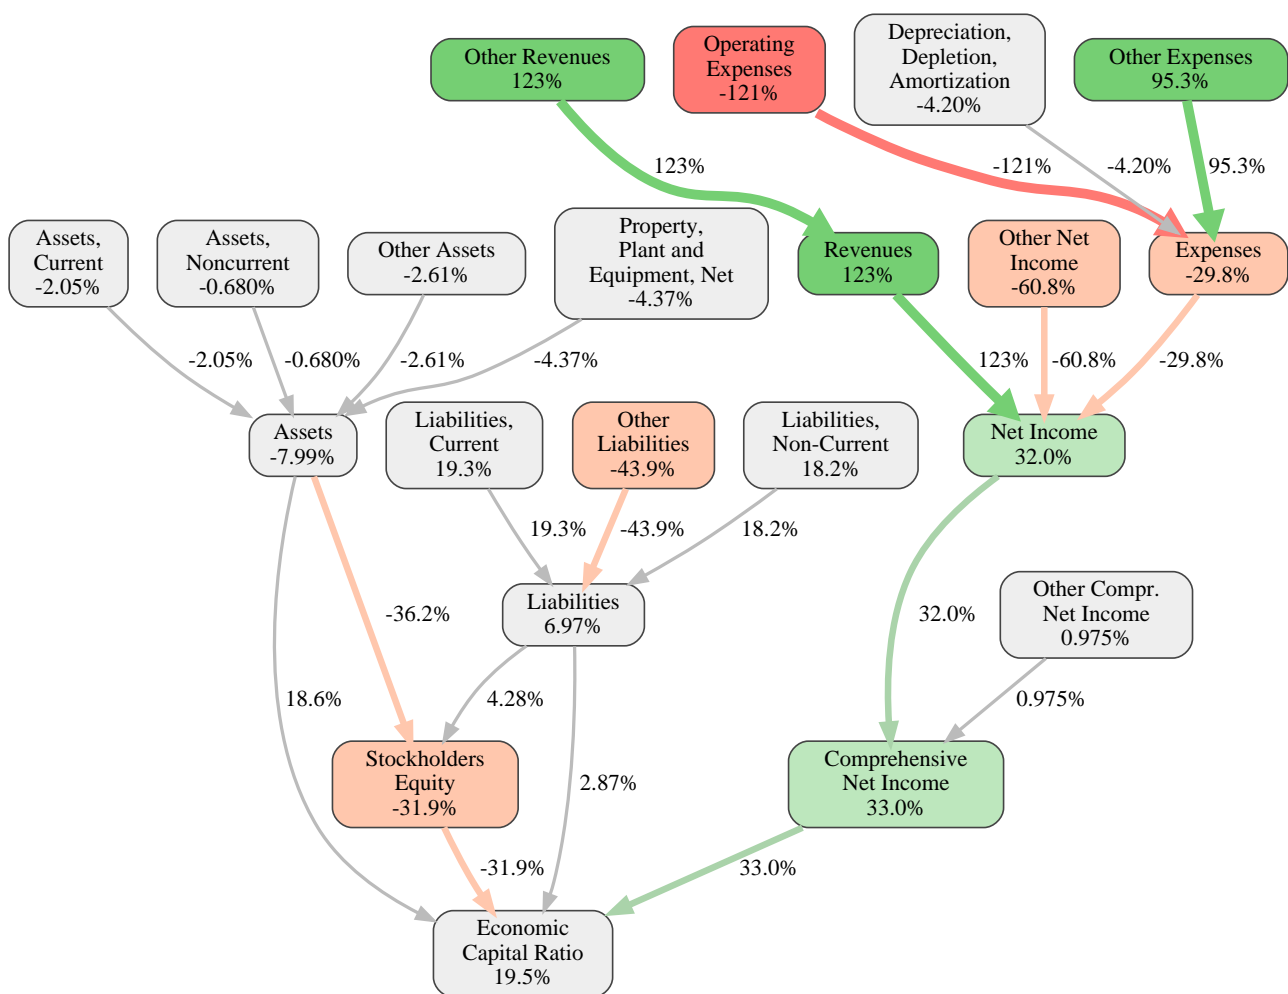 Other Revenues
123%
Operating
Expenses
-121%
Depreciation,
Depletion,
Amortization
-4.20%
Other Expenses
95.3%
123%
-121%
-4.20%
95.3%
Assets,
Current
-2.05%
Assets,
Noncurrent
-0.680%
Other Assets
-2.61%
Property,
Plant and
Equipment, Net
-4.37%
Revenues
123%
Other Net
Income
-60.8%
Expenses
-29.8%
-2.05%
-0.680%
-2.61%
-4.37%
123%
-60.8%
-29.8%
Assets
-7.99%
Liabilities,
Current
19.3%
Other
Liabilities
-43.9%
Liabilities,
Non-Current
18.2%
Net Income
32.0%
19.3%
-43.9%
18.2%
Liabilities
6.97%
Other Compr.
Net Income
0.975%
-36.2%
32.0%
18.6%
4.28%
0.975%
Stockholders
Equity
-31.9%
2.87%
Comprehensive
Net Income
33.0%
-31.9%
33.0%
Economic
Capital Ratio
19.5%